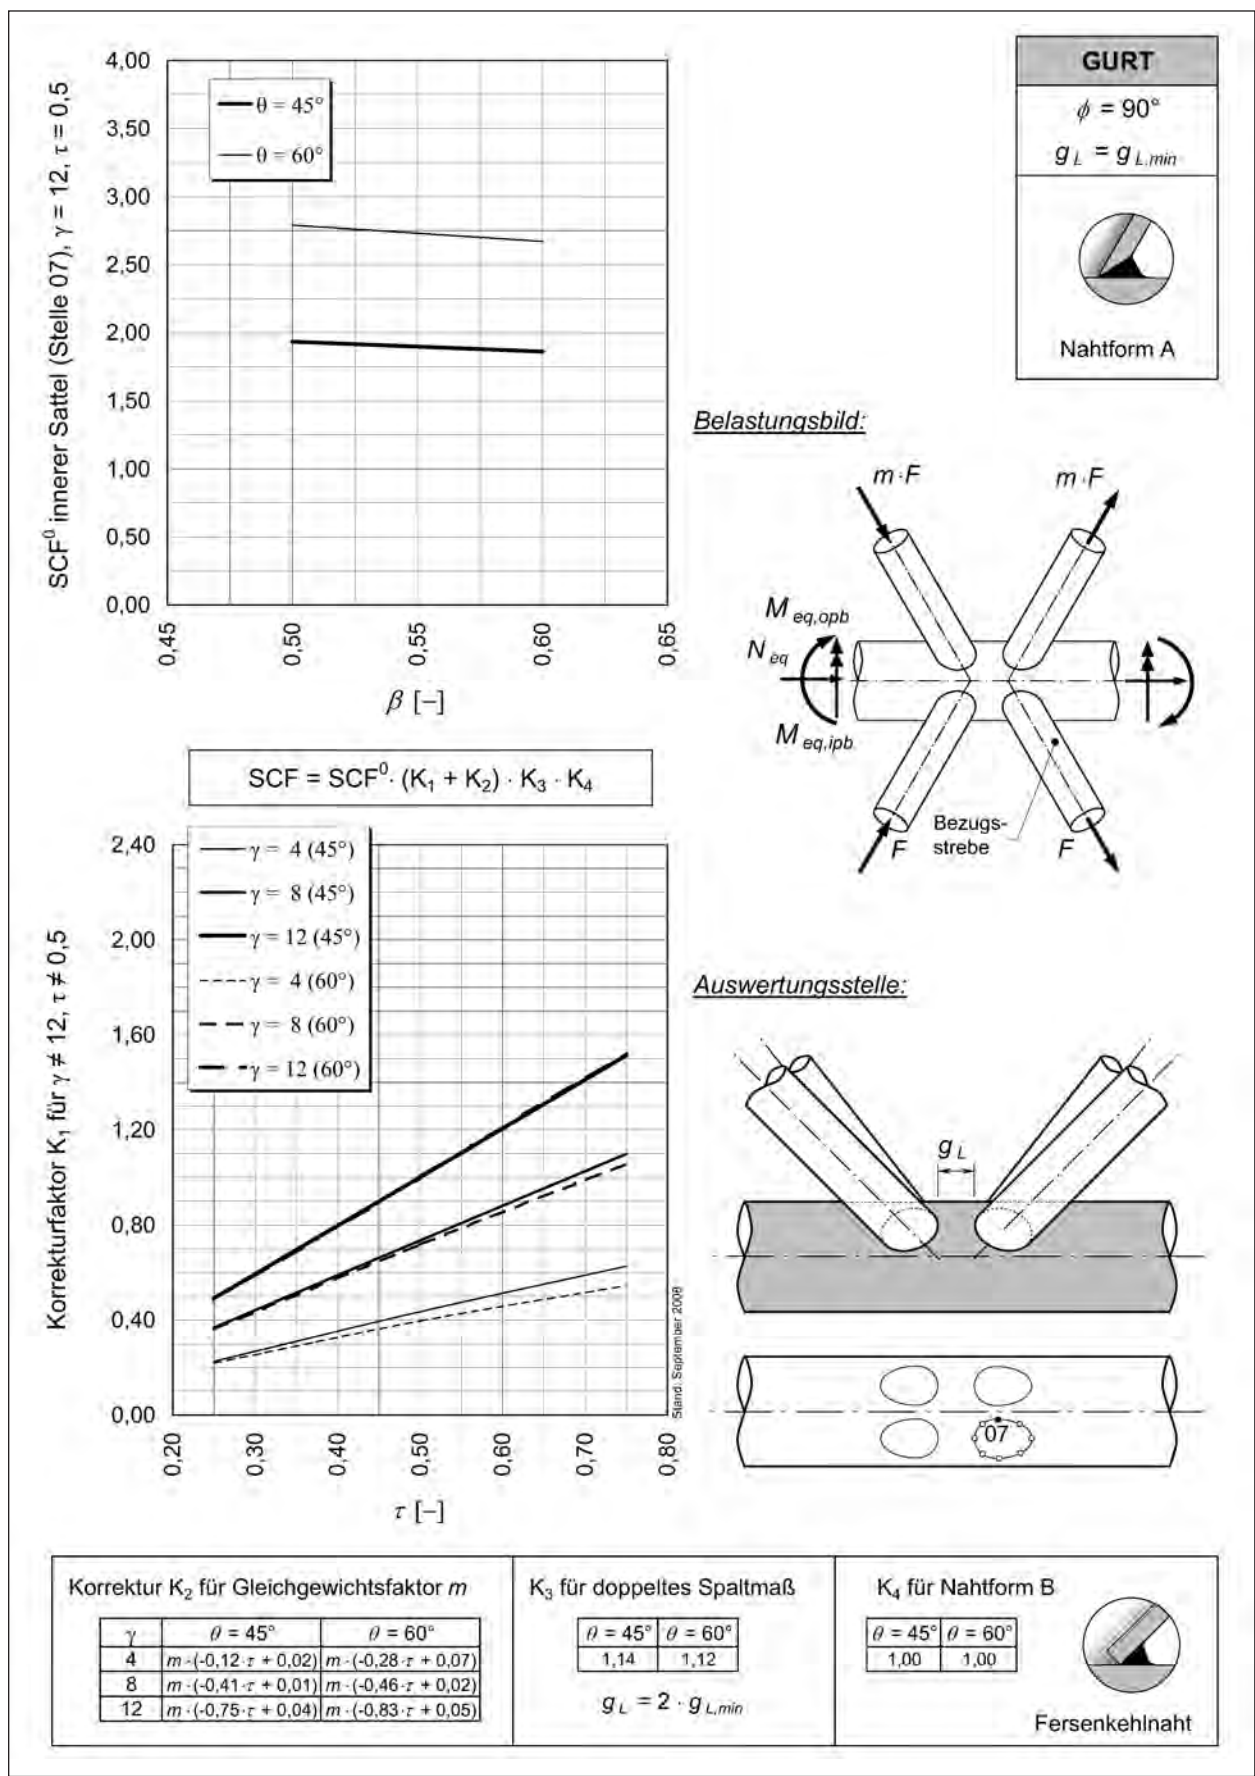 4,00
3,50
3,00
2,50
2,00
1,50
1,00
0,50
0,00
SCF⁰ innerer Sattel (Stelle 07), γ = 12, τ = 0,5
θ = 45°
θ = 60°
0,45
0,50
0,55
0,60
0,65
β [–]
GURT
ϕ = 90°
g L = g L,min
Nahtform A
Belastungsbild:
m·F
m·F
M eq,opb
N eq
M eq,ipb
Bezugs-
strebe
F
F
SCF = SCF⁰· (K₁ + K₂) · K₃ · K₄
2,40
2,00
1,60
1,20
0,80
0,40
0,00
Korrekturfaktor K₁ für γ ≠ 12, τ ≠ 0,5
γ = 4 (45°)
γ = 8 (45°)
γ = 12 (45°)
γ = 4 (60°)
γ = 8 (60°)
γ = 12 (60°)
0,20
0,30
0,40
0,50
0,60
0,70
0,80
τ [–]
Stand: September 2008
Auswertungsstelle:
g L
07
Korrektur K₂ für Gleichgewichtsfaktor m
γ θ = 45° θ = 60°
4 m·(-0,12·τ + 0,02) m·(-0,28·τ + 0,07)
8 m·(-0,41·τ + 0,01) m·(-0,46·τ + 0,02)
12 m·(-0,75·τ + 0,04) m·(-0,83·τ + 0,05)
K₃ für doppeltes Spaltmaß
θ = 45° θ = 60°
1,14 1,12
g L = 2 · g L,min
K₄ für Nahtform B
θ = 45° θ = 60°
1,00 1,00
Fersenkehlnaht